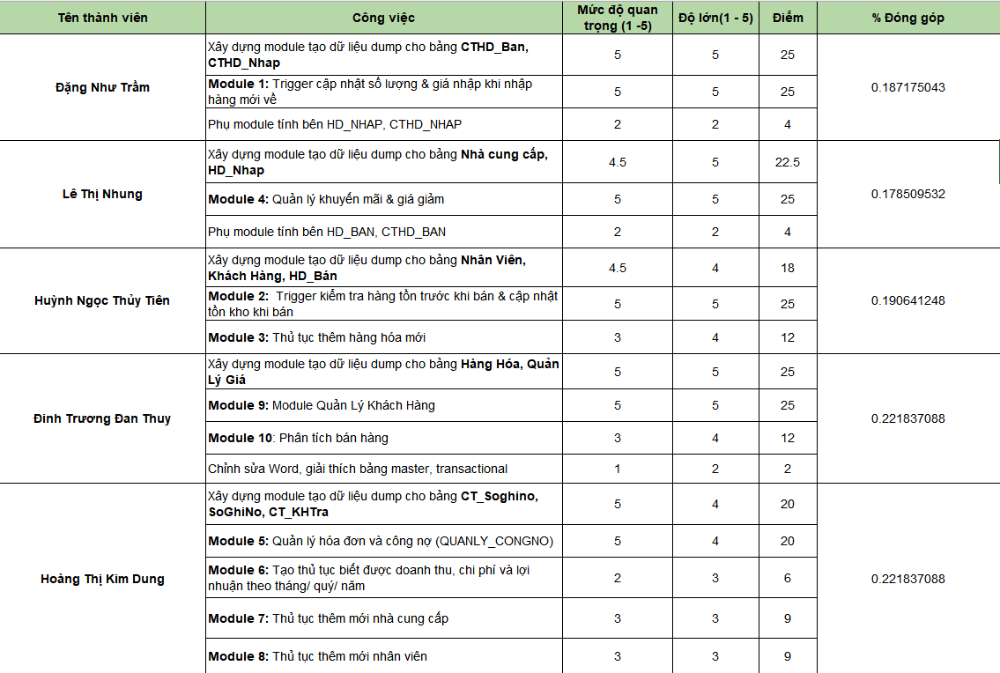 Tên thành viên Công việc Mức độ quan trọng (1 -5) Độ lớn(1 - 5) Điểm % Đóng góp
Đặng Như Trầm
Xây dựng module tạo dữ liệu dump cho bảng CTHD_Ban,
CTHD_Nhap
5 5 25
Module 1: Trigger cập nhật số lượng & giá nhập khi nhập
hàng mới về
5 5 25
0.187175043
Phụ module tính bên HD_NHAP, CTHD_NHAP 2 2 4
Lê Thị Nhung
Xây dựng module tạo dữ liệu dump cho bảng Nhà cung cấp,
HD_Nhap
4.5 5 22.5
Module 4: Quản lý khuyến mãi & giá giảm 5 5 25
0.178509532
Phụ module tính bên HD_BAN, CTHD_BAN 2 2 4
Huỳnh Ngọc Thủy Tiên
Xây dựng module tạo dữ liệu dump cho bảng Nhân Viên,
Khách Hàng, HD_Bán
4.5 4 18
Module 2: Trigger kiểm tra hàng tồn trước khi bán & cập nhật
tồn kho khi bán
5 5 25
0.190641248
Module 3: Thủ tục thêm hàng hóa mới 3 4 12
Đinh Trương Đan Thuy
Xây dựng module tạo dữ liệu dump cho bảng Hàng Hóa, Quản
Lý Giá
5 5 25
Module 9: Module Quản Lý Khách Hàng 5 5 25
0.221837088
Module 10: Phân tích bán hàng 3 4 12
Chỉnh sửa Word, giải thích bảng master, transactional 1 2 2
Hoàng Thị Kim Dung
Xây dựng module tạo dữ liệu dump cho bảng CT_Soghino,
SoGhiNo, CT_KHTra
5 4 20
Module 5: Quản lý hóa đơn và công nợ (QUANLY_CONGNO) 5 4 20
Module 6: Tạo thủ tục biết được doanh thu, chi phí và lợi
nhuận theo tháng/ quý/ năm
2 3 6
0.221837088
Module 7: Thủ tục thêm mới nhà cung cấp 3 3 9
Module 8: Thủ tục thêm mới nhân viên 3 3 9